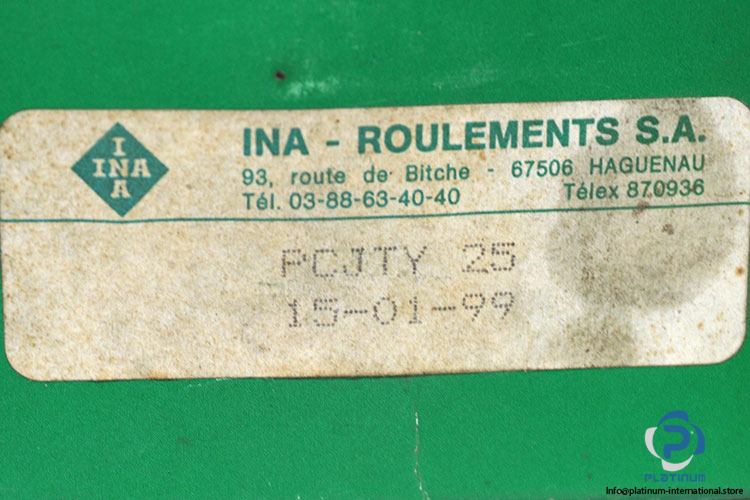 I
INA
A
INA - ROULEMENTS S.A.
93, route de Bitche - 67506 HAGUENAU
Tél. 03-88-63-40-40 Télex 870936
PCJTY 25
15-01-99
P
PLATINUM
Info@platinum-international.store